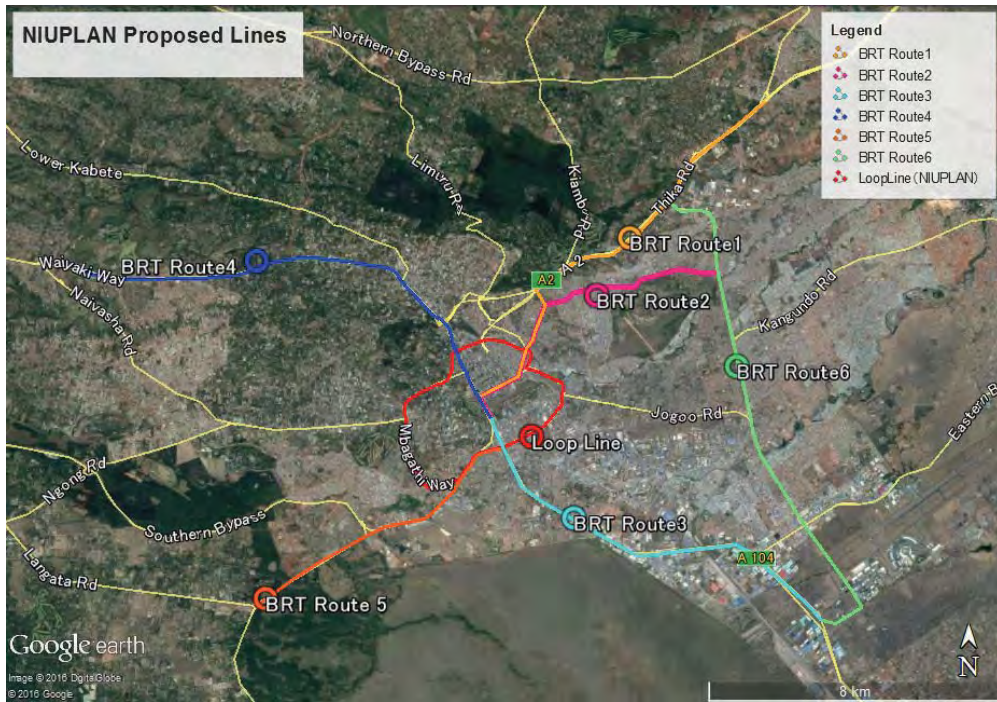 NIUPLAN Proposed Lines
Legend
BRT Route1
BRT Route2
BRT Route3
BRT Route4
BRT Route5
BRT Route6
LoopLine(NIUPLAN)
Northern Bypass Rd
Lower Kabete
Limuru Rd
Kiambu Rd
Thika Rd
BRT Route1
A 2
A2
Waiyaki Way
BRT Route4
BRT Route2
Naivasha Rd
Kangundo Rd
BRT Route6
Jogoo Rd
Eastern B
Mbagathi Way
Loop Line
Ngong Rd
Southern Bypass
BRT Route3
A 104
Langata Rd
BRT Route 5
Google earth
Image © 2016 DigitalGlobe
© 2016 Google
N
8 km